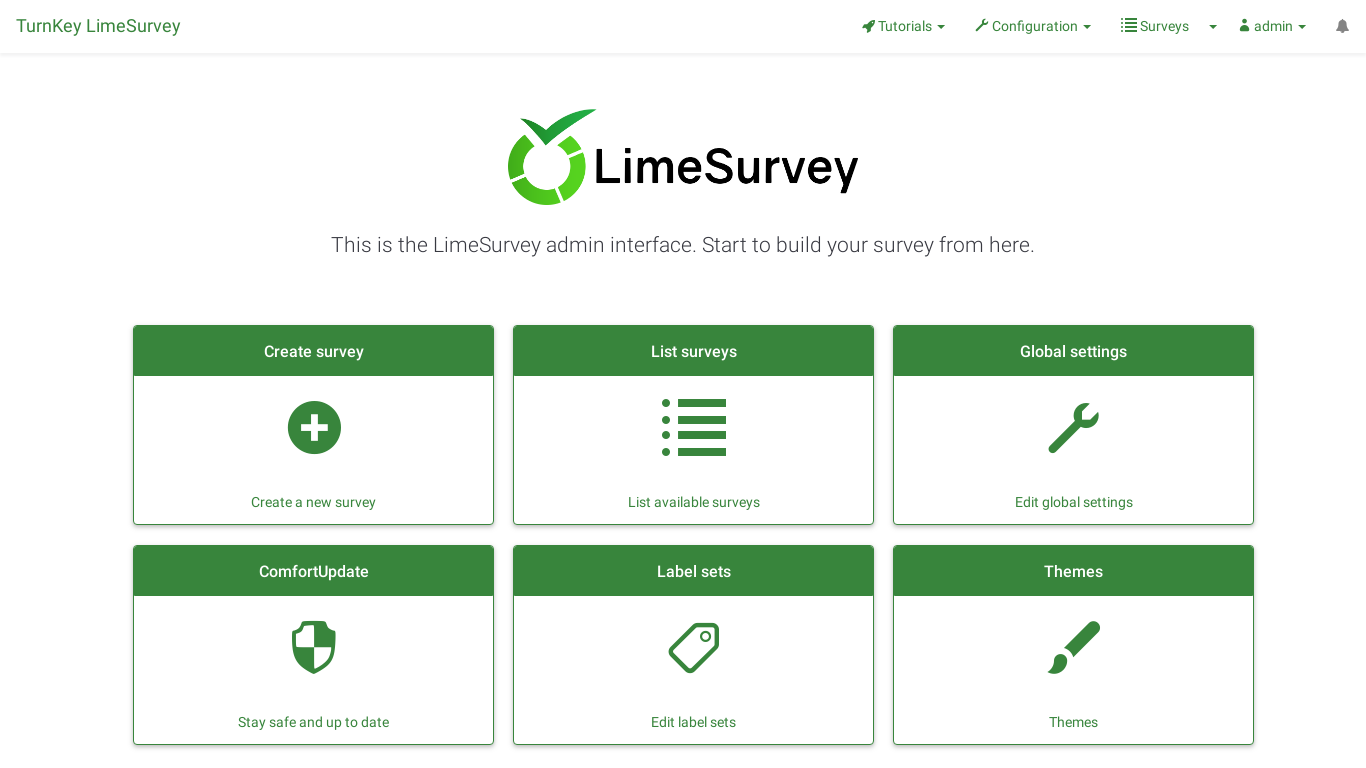 TurnKey LimeSurvey
Tutorials
Configuration
Surveys
admin
LimeSurvey
This is the LimeSurvey admin interface. Start to build your survey from here.
Create survey
List surveys
Global settings
Create a new survey
List available surveys
Edit global settings
ComfortUpdate
Label sets
Themes
Stay safe and up to date
Edit label sets
Themes